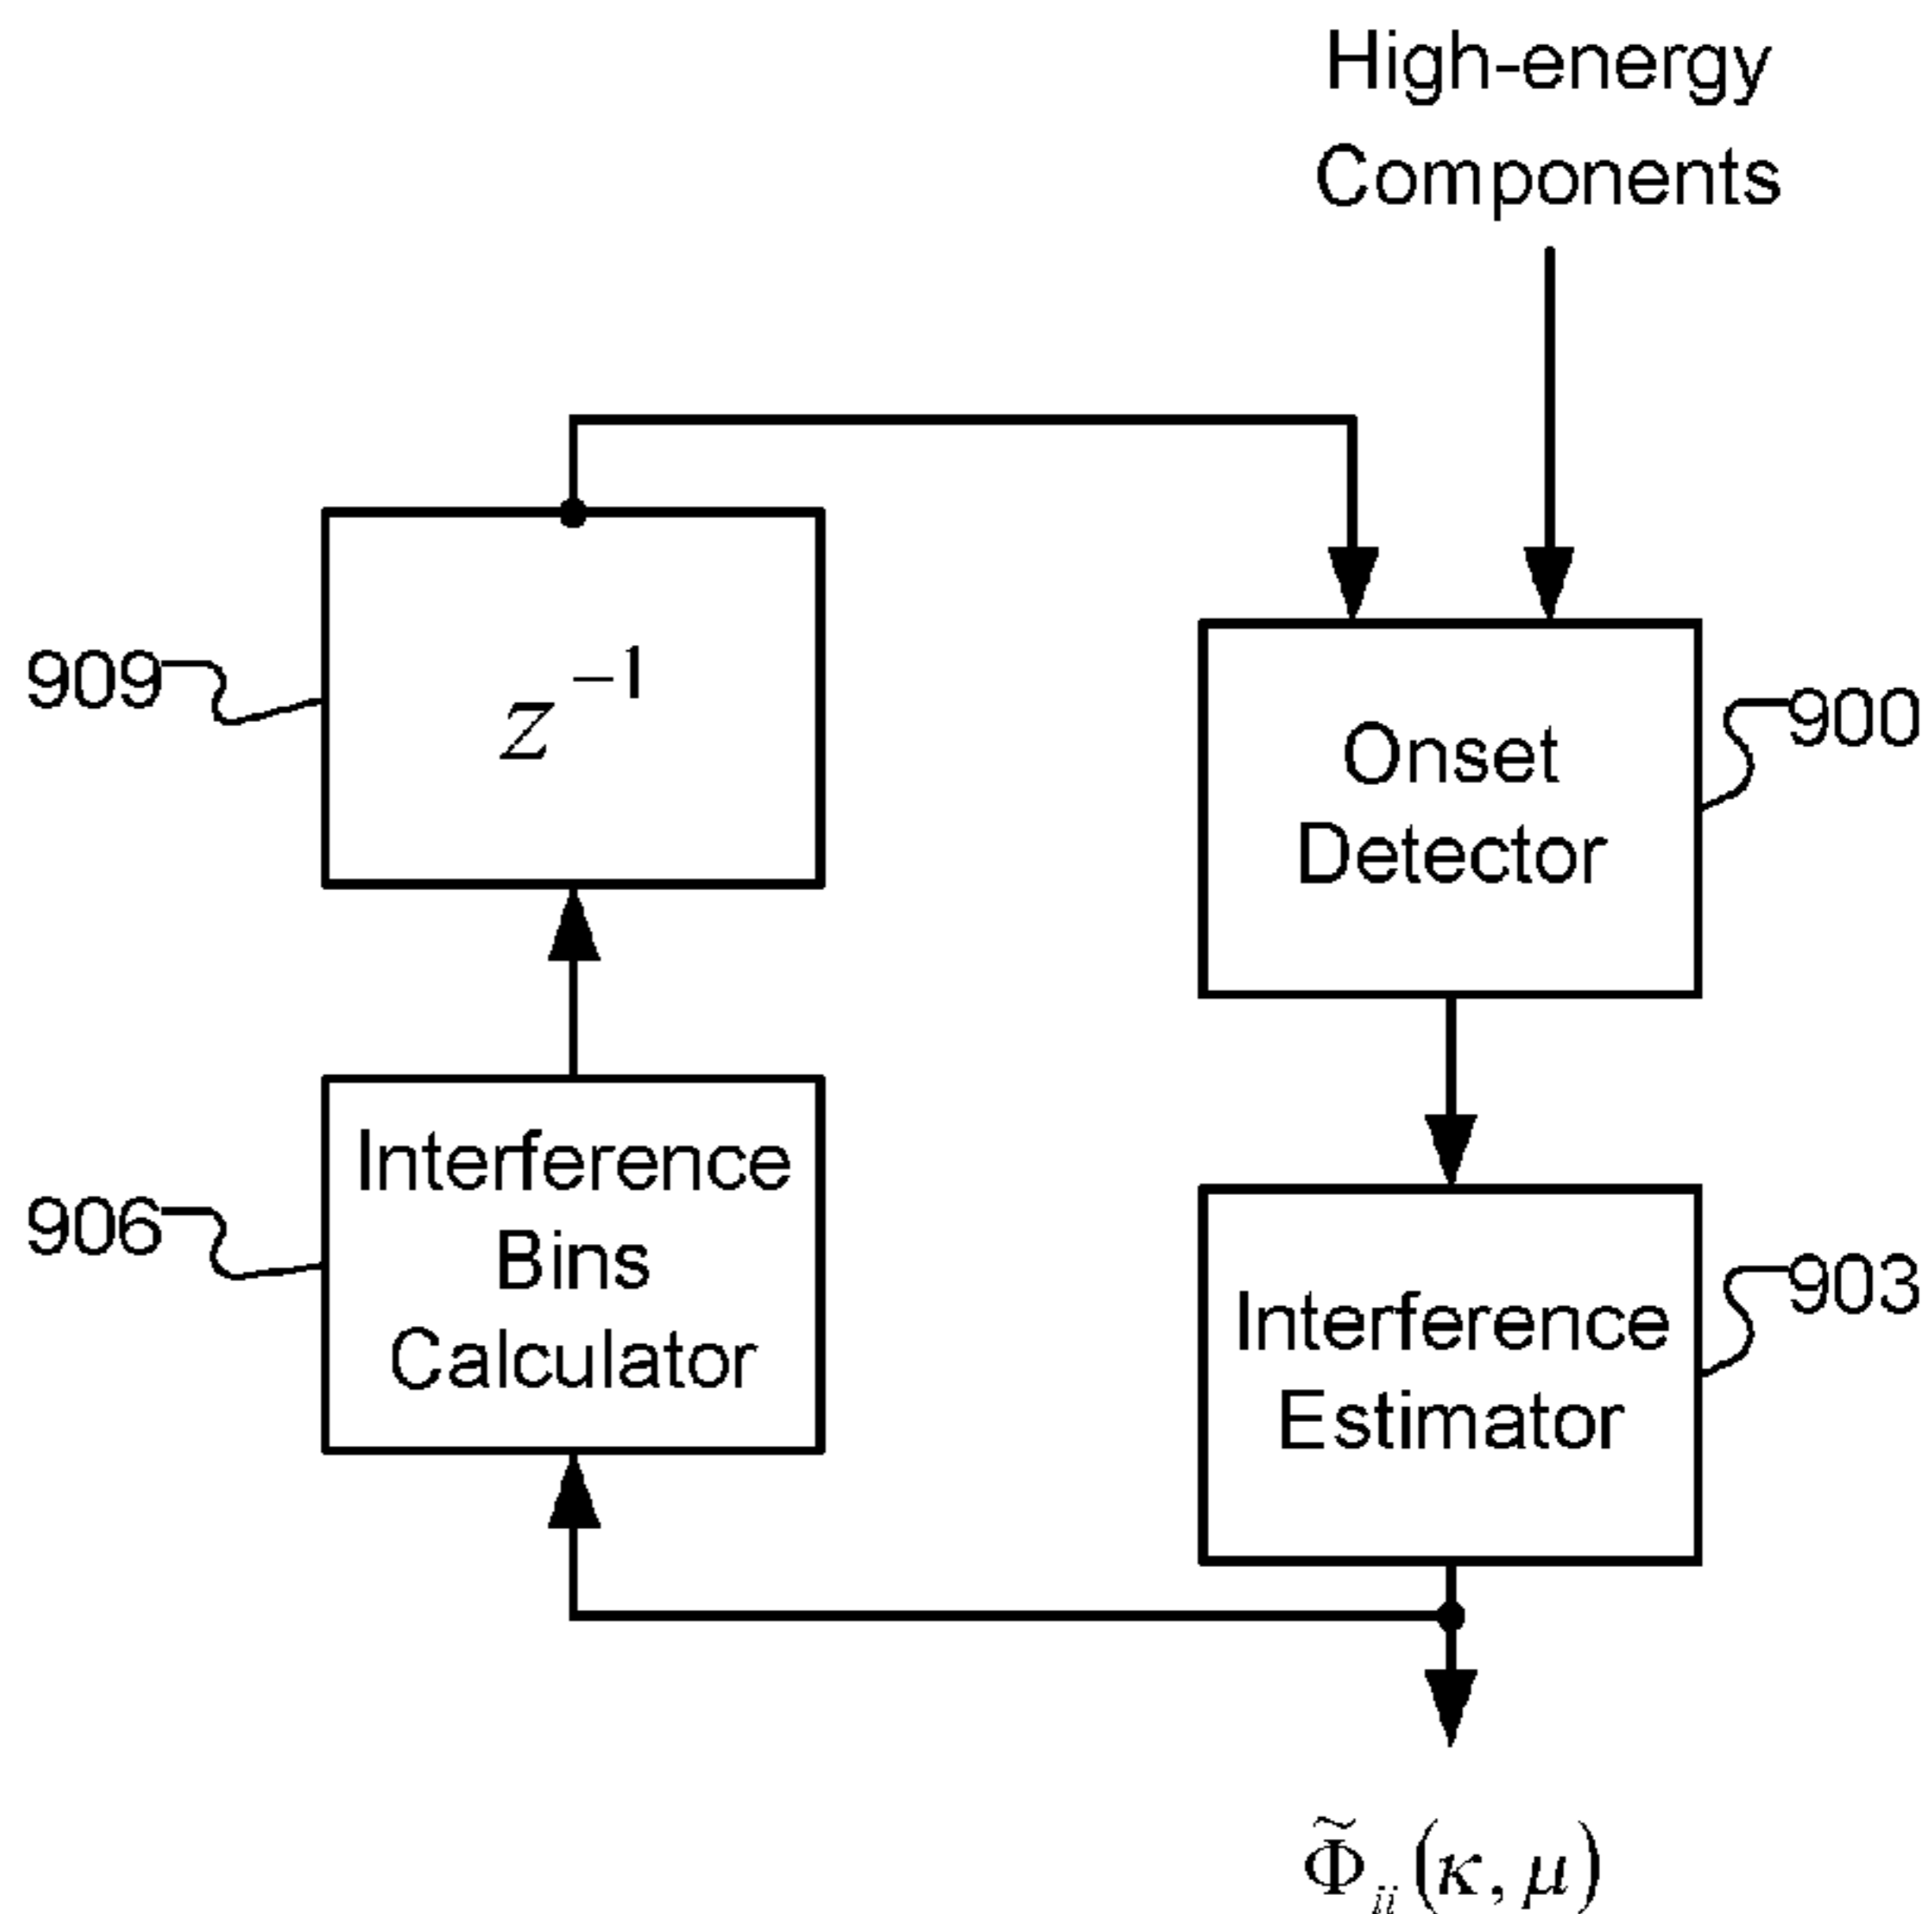 High-energy
Components
z⁻¹
909
Onset
Detector
900
Interference
Bins
Calculator
906
Interference
Estimator
903
Φ̃ᵢᵢ(κ, μ)